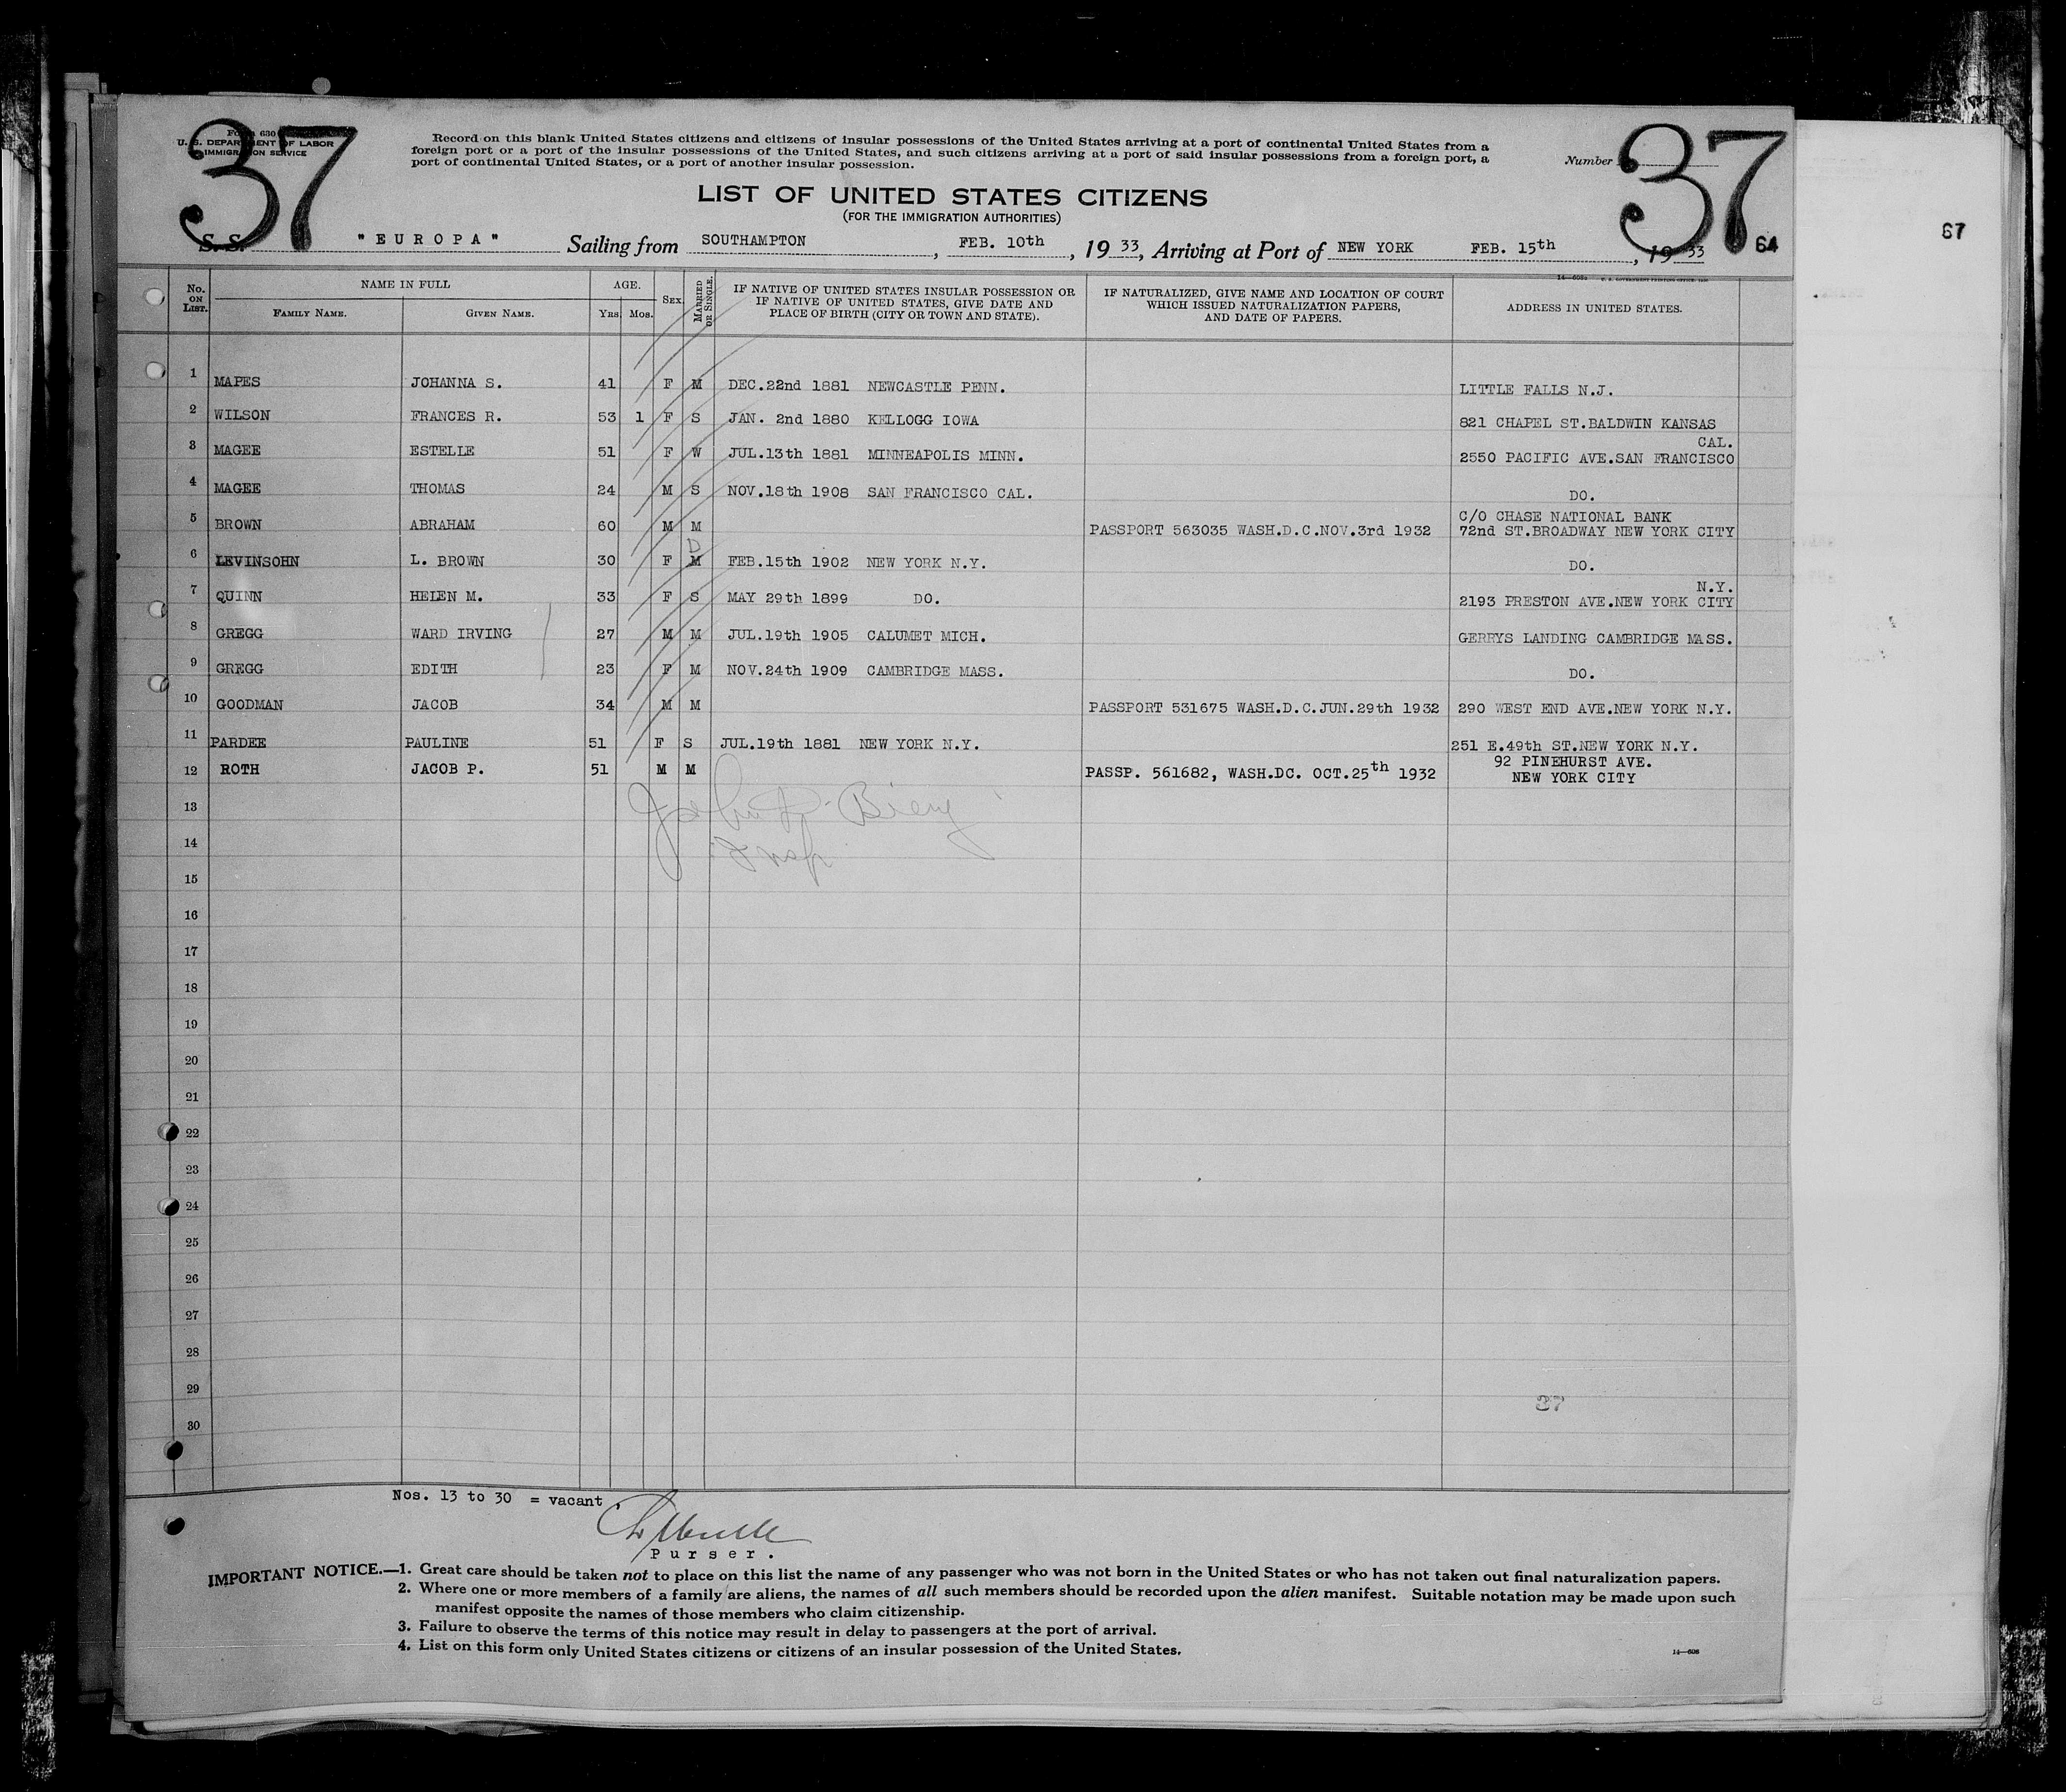 37
37
Form 630
U. S. DEPARTMENT OF LABOR
IMMIGRATION SERVICE
Record on this blank United States citizens and citizens of insular possessions of the United States arriving at a port of continental United States from a
foreign port or a port of the insular possessions of the United States, and such citizens arriving at a port of said insular possessions from a foreign port, a
port of continental United States, or a port of another insular possession.
Number
LIST OF UNITED STATES CITIZENS
(FOR THE IMMIGRATION AUTHORITIES)
S. S. "EUROPA" Sailing from SOUTHAMPTON, FEB. 10th, 19 33, Arriving at Port of NEW YORK FEB. 15th, 19 33
64
67
No. ON LIST. NAME IN FULL FAMILY NAME. GIVEN NAME. AGE. Yrs. Mos. SEX. MARRIED OR SINGLE. IF NATIVE OF UNITED STATES INSULAR POSSESSION OR IF NATIVE OF UNITED STATES, GIVE DATE AND PLACE OF BIRTH (CITY OR TOWN AND STATE). IF NATURALIZED, GIVE NAME AND LOCATION OF COURT WHICH ISSUED NATURALIZATION PAPERS, AND DATE OF PAPERS. ADDRESS IN UNITED STATES.
1 MAPES JOHANNA S. 41 F M DEC.22nd 1881 NEWCASTLE PENN. LITTLE FALLS N.J.
2 WILSON FRANCES R. 53 1 F S JAN. 2nd 1880 KELLOGG IOWA 821 CHAPEL ST.BALDWIN KANSAS
CAL.
3 MAGEE ESTELLE 51 F W JUL.13th 1881 MINNEAPOLIS MINN. 2550 PACIFIC AVE.SAN FRANCISCO
4 MAGEE THOMAS 24 M S NOV.18th 1908 SAN FRANCISCO CAL. DO.
C/O CHASE NATIONAL BANK
5 BROWN ABRAHAM 60 M M PASSPORT 563035 WASH.D.C.NOV.3rd 1932 72nd ST.BROADWAY NEW YORK CITY
D
6 LEVINSOHN L. BROWN 30 F M FEB.15th 1902 NEW YORK N.Y. DO.
N.Y.
7 QUINN HELEN M. 33 F S MAY 29th 1899 DO. 2193 PRESTON AVE.NEW YORK CITY
8 GREGG WARD IRVING 27 M M JUL.19th 1905 CALUMET MICH. GERRYS LANDING CAMBRIDGE MASS.
9 GREGG EDITH 23 F M NOV.24th 1909 CAMBRIDGE MASS. DO.
10 GOODMAN JACOB 34 M M PASSPORT 531675 WASH.D.C.JUN.29th 1932 290 WEST END AVE.NEW YORK N.Y.
11 PARDEE PAULINE 51 F S JUL.19th 1881 NEW YORK N.Y. 251 E.49th ST.NEW YORK N.Y.
12 ROTH JACOB P. 51 M M PASSP. 561682, WASH.DC. OCT.25th 1932 92 PINEHURST AVE.
NEW YORK CITY
13
14 Insp
15
16
17
18
19
20
21
22
23
24
25
26
27
28
29
37
30
Nos. 13 to 30 = vacant
Purser.
IMPORTANT NOTICE.—1. Great care should be taken not to place on this list the name of any passenger who was not born in the United States or who has not taken out final naturalization papers.
2. Where one or more members of a family are aliens, the names of all such members should be recorded upon the alien manifest. Suitable notation may be made upon such
manifest opposite the names of those members who claim citizenship.
3. Failure to observe the terms of this notice may result in delay to passengers at the port of arrival.
4. List on this form only United States citizens or citizens of an insular possession of the United States.
14—608